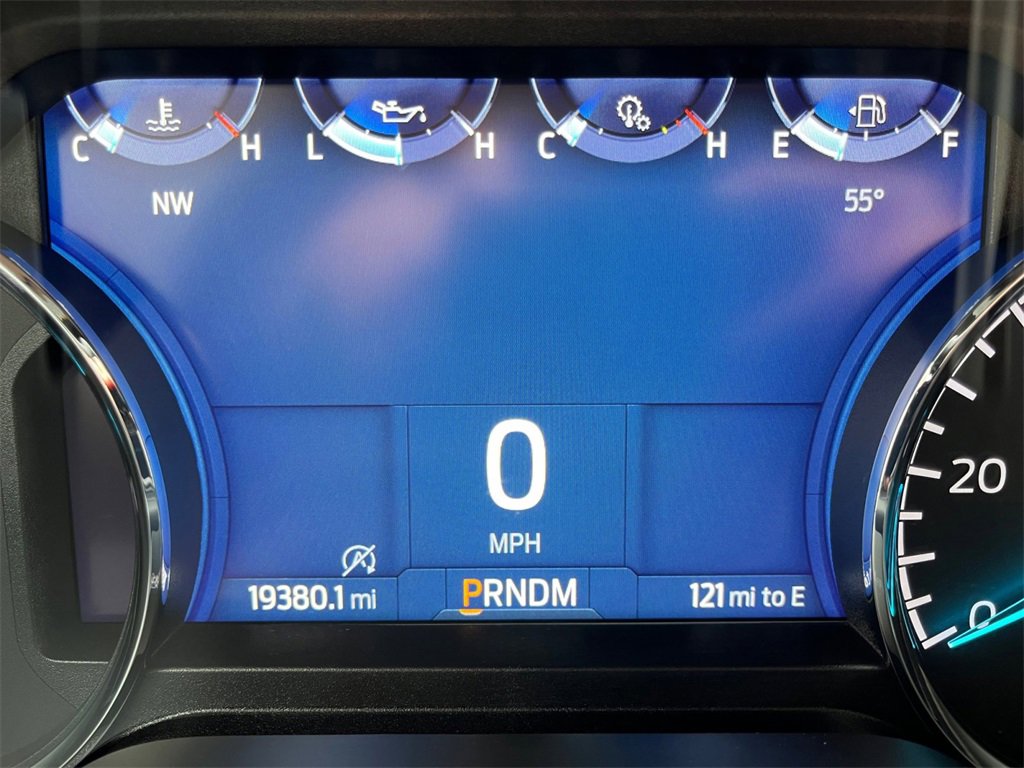 C H L H C H E F
NW 55°
0
MPH
20
A
19380.1 mi PRNDM 121 mi to E
0